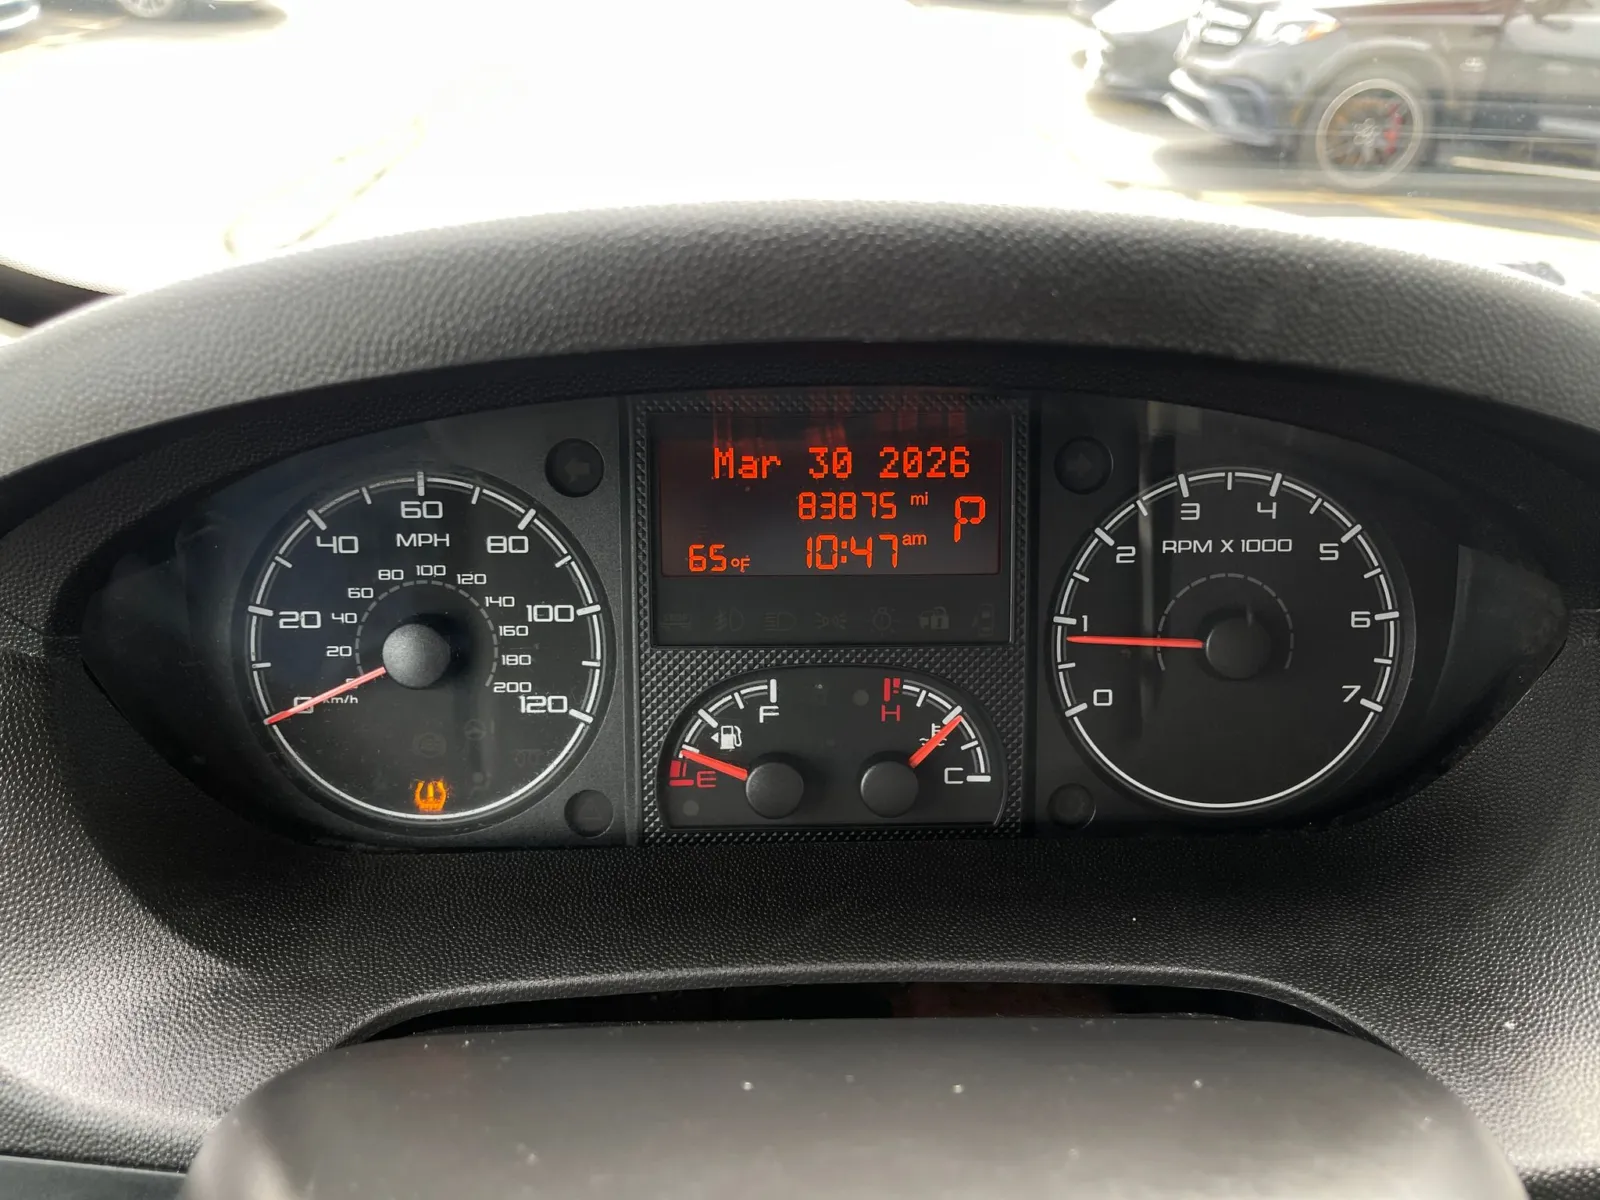 Mar 30 2026
83875 mi
P
65°F 10:47 am
0 20 40 60 80 100 120
MPH
20 40 60 80 100 120 140 160 180 200
km/h
E F
H C
0 1 2 3 4 5 6 7
RPM X 1000